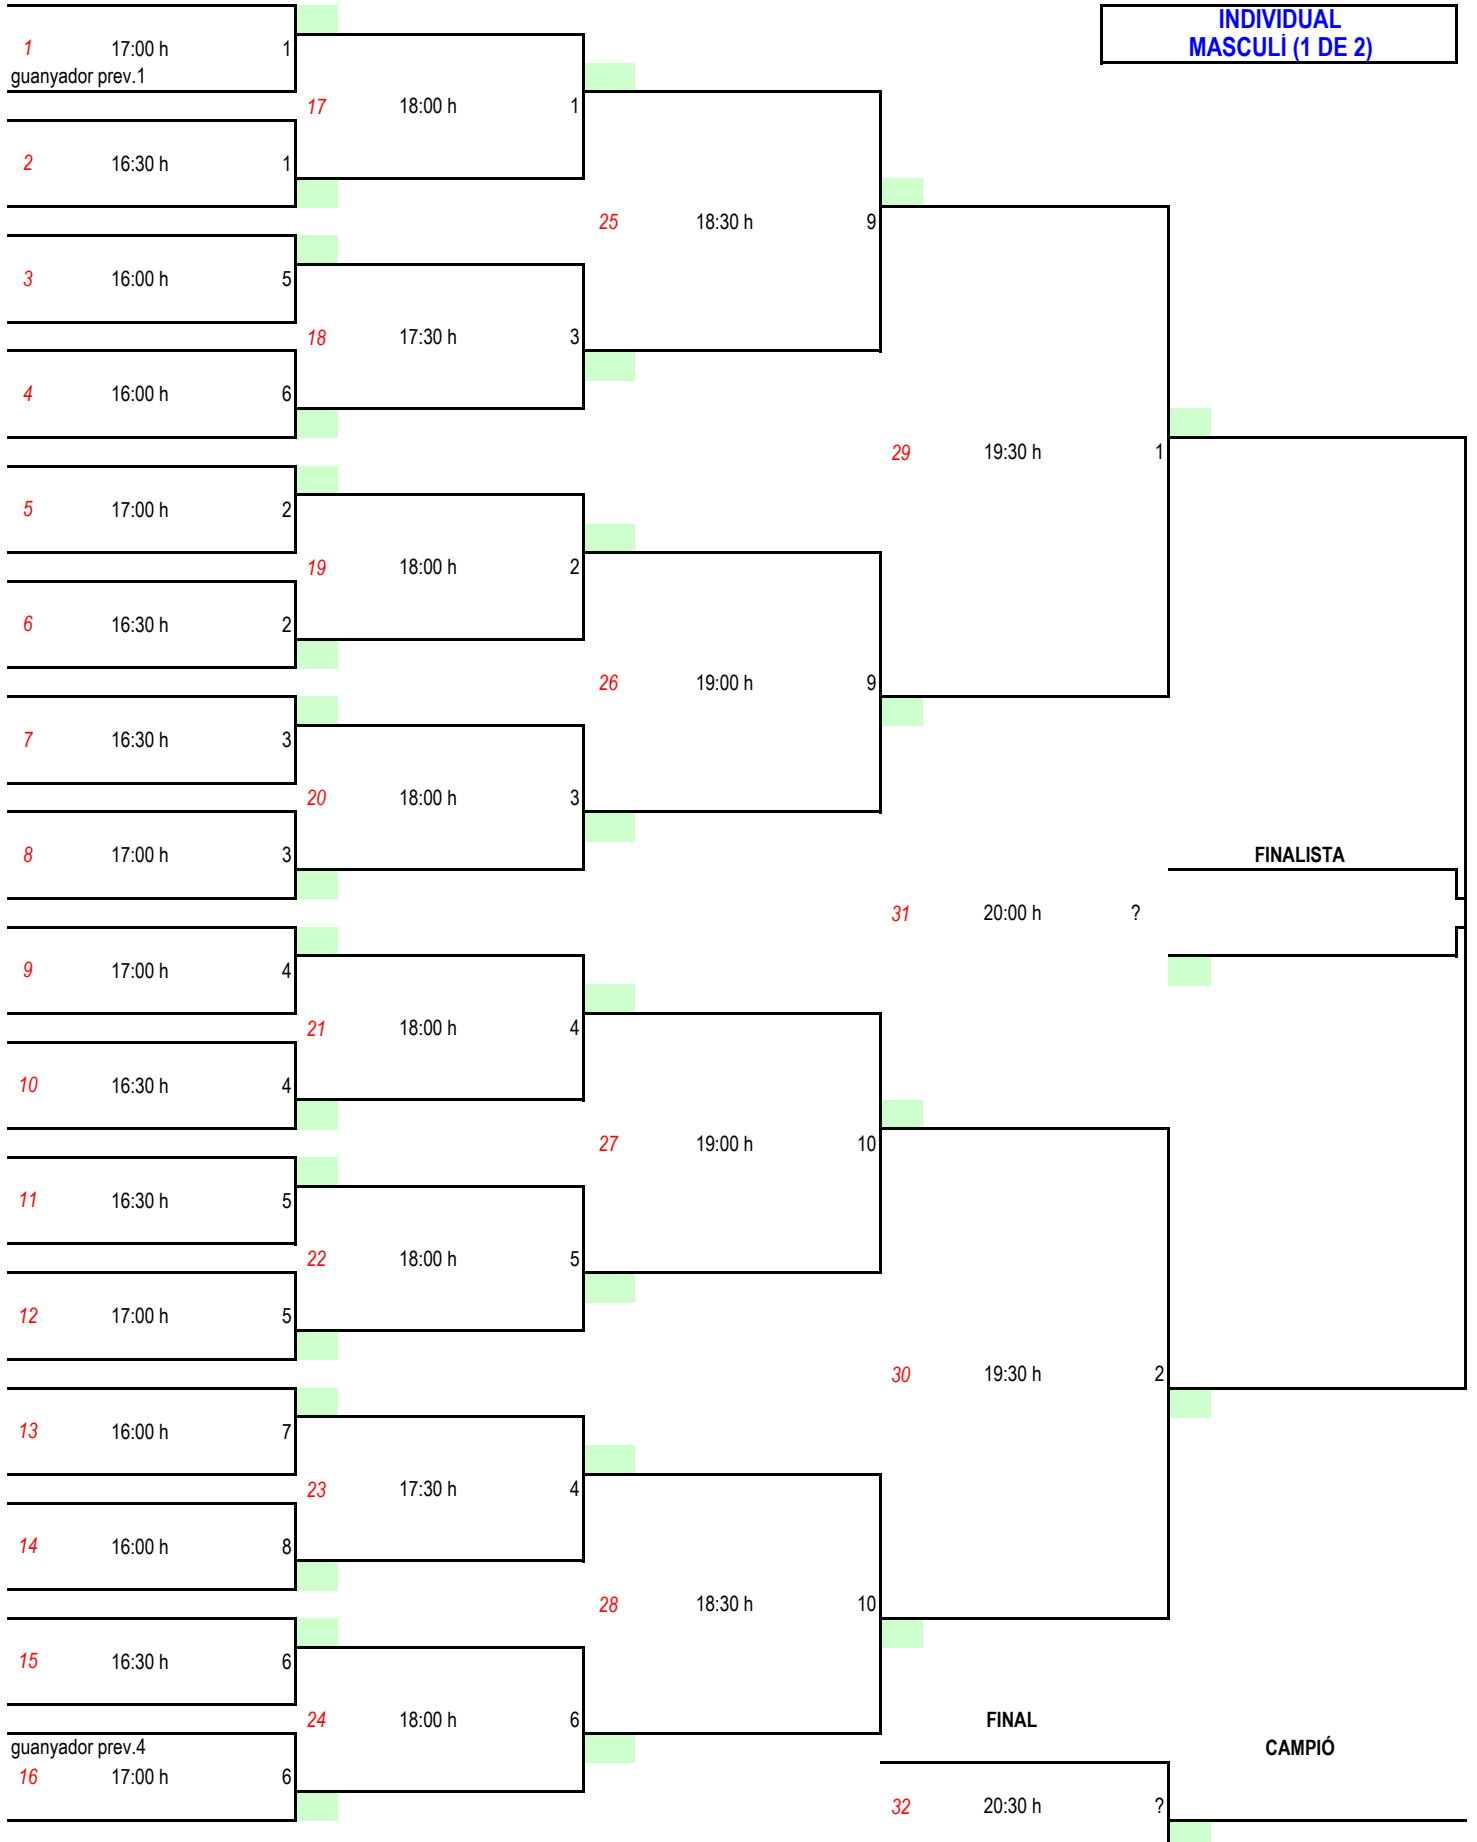 INDIVIDUAL
MASCULÍ (1 DE 2)
1 17:00 h 1
guanyador prev.1
17 18:00 h 1
2 16:30 h 1
25 18:30 h 9
3 16:00 h 5
18 17:30 h 3
4 16:00 h 6
29 19:30 h 1
5 17:00 h 2
19 18:00 h 2
6 16:30 h 2
26 19:00 h 9
7 16:30 h 3
20 18:00 h 3
8 17:00 h 3
FINALISTA
31 20:00 h ?
9 17:00 h 4
21 18:00 h 4
10 16:30 h 4
27 19:00 h 10
11 16:30 h 5
22 18:00 h 5
12 17:00 h 5
30 19:30 h 2
13 16:00 h 7
23 17:30 h 4
14 16:00 h 8
28 18:30 h 10
15 16:30 h 6
24 18:00 h 6
FINAL
guanyador prev.4
CAMPIÓ
16 17:00 h 6
32 20:30 h ?